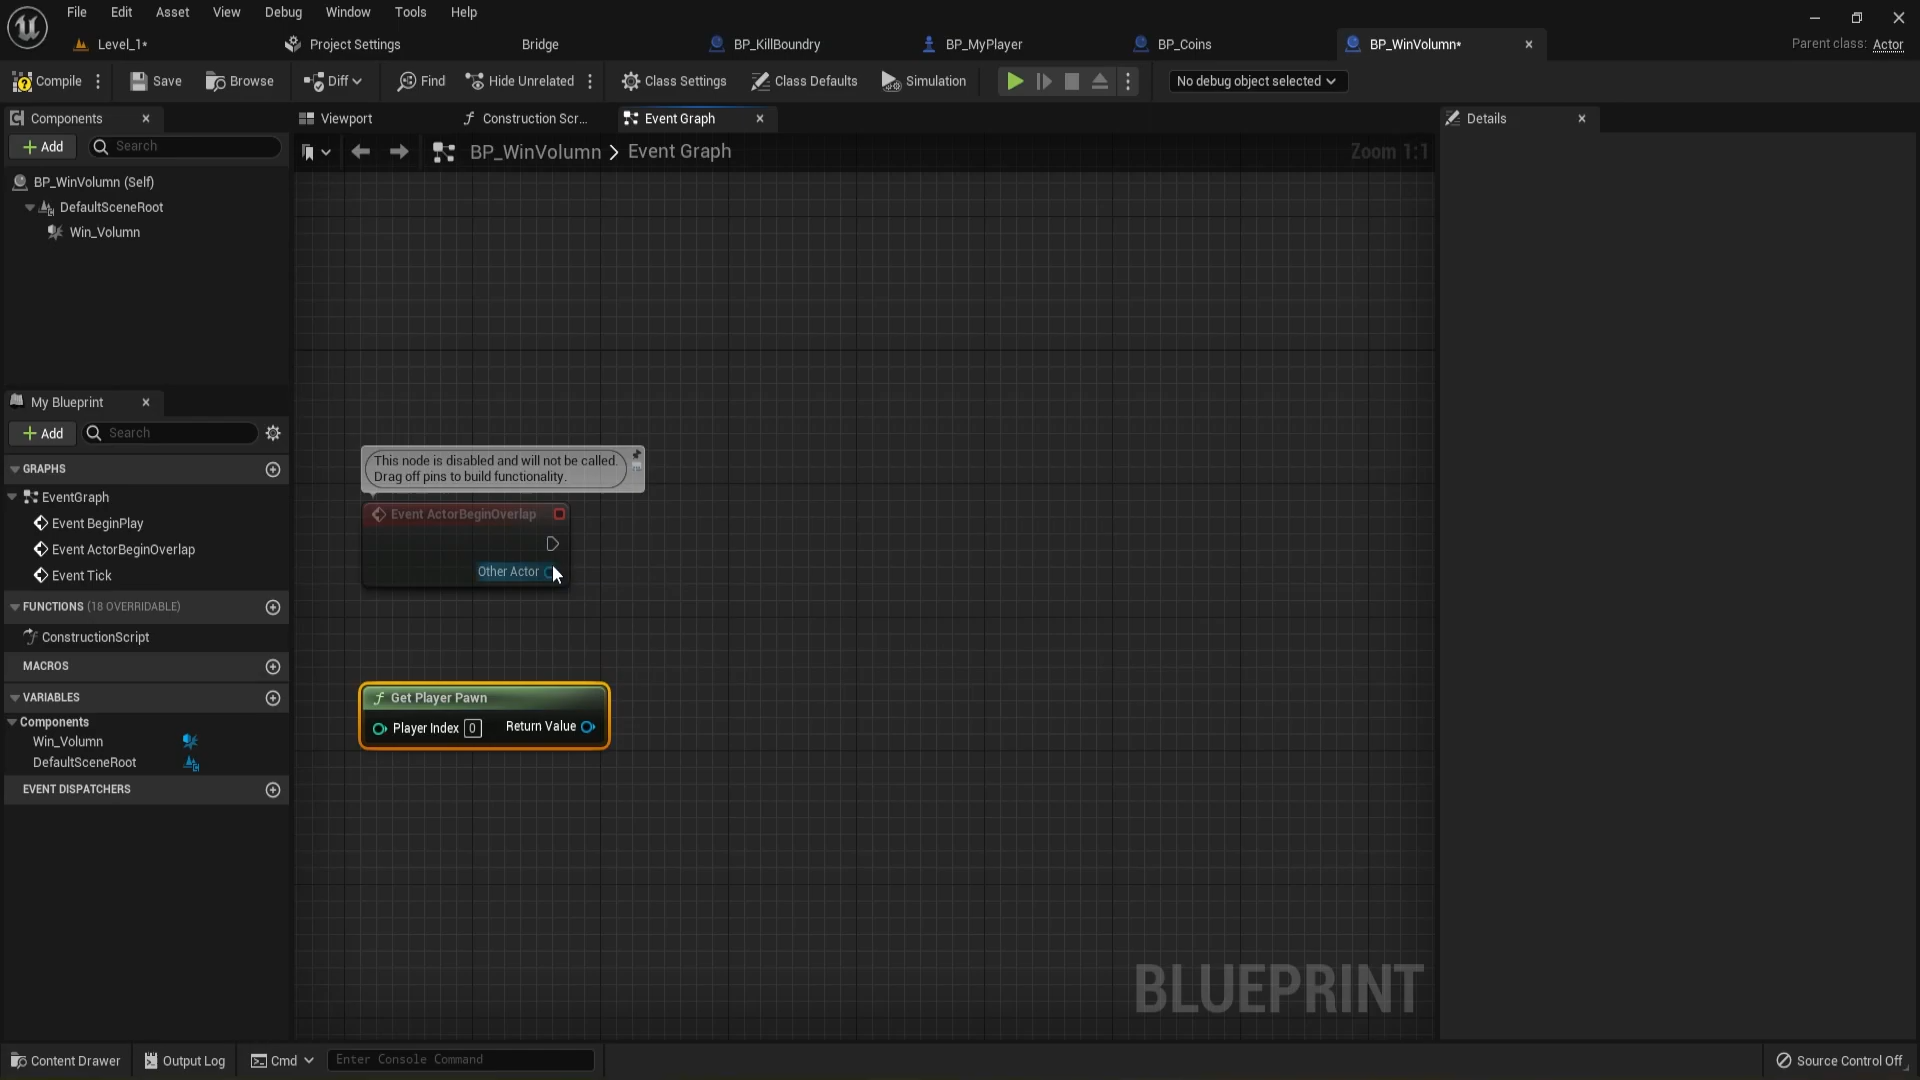 File Edit Asset View Debug Window Tools Help
Level_1* Project Settings Bridge BP_KillBoundry BP_MyPlayer BP_Coins BP_WinVolumn* Parent class: Actor
Compile Save Browse Diff Find Hide Unrelated Class Settings Class Defaults Simulation No debug object selected
Components Viewport Construction Scr... Event Graph Details
Add Search BP_WinVolumn > Event Graph Zoom 1:1
BP_WinVolumn (Self)
DefaultSceneRoot
Win_Volumn
My Blueprint
Add Search
GRAPHS
EventGraph
Event BeginPlay
Event ActorBeginOverlap
Event Tick
FUNCTIONS (18 OVERRIDABLE)
ConstructionScript
MACROS
VARIABLES
Components
Win_Volumn
DefaultSceneRoot
EVENT DISPATCHERS
This node is disabled and will not be called.
Drag off pins to build functionality.
Event ActorBeginOverlap
Other Actor
Get Player Pawn
Player Index 0 Return Value
BLUEPRINT
Content Drawer Output Log Cmd Enter Console Command Source Control Off